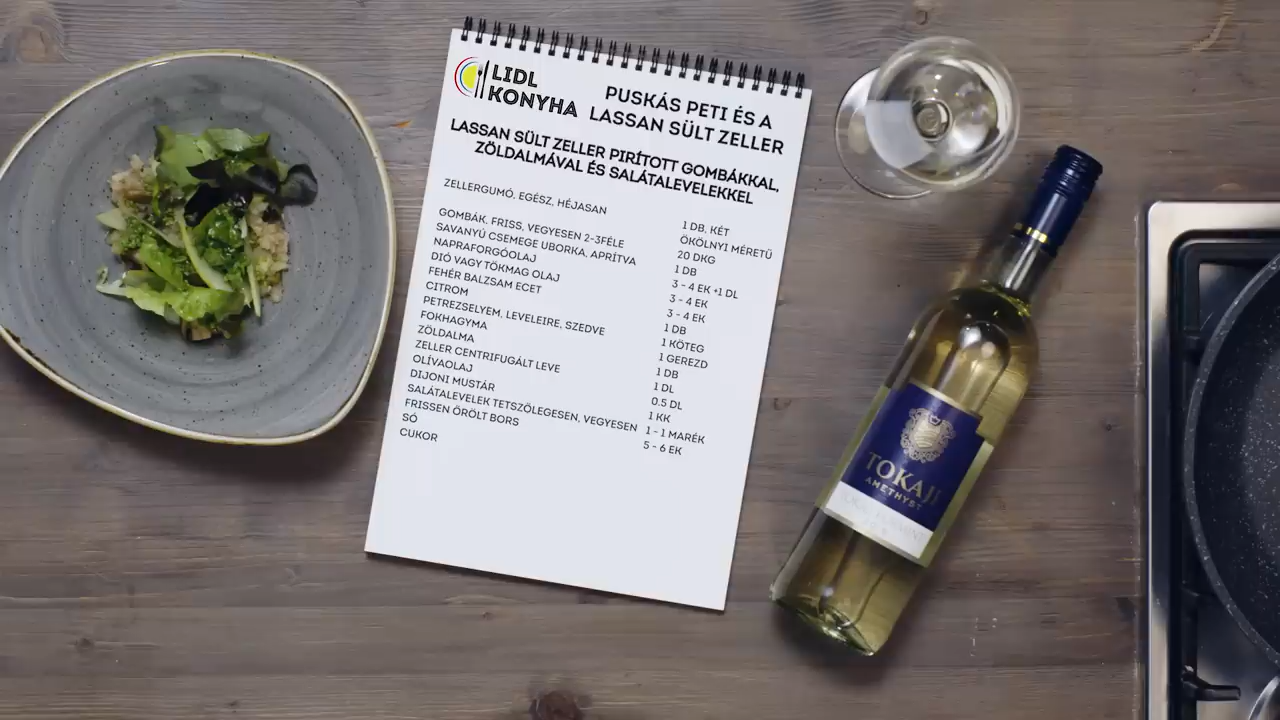 LIDL
KONYHA
PUSKÁS PETI ÉS A
LASSAN SÜLT ZELLER
LASSAN SÜLT ZELLER PIRÍTOTT GOMBÁKKAL,
ZÖLDALMÁVAL ÉS SALÁTALEVELEKKEL
ZELLERGUMÓ, EGÉSZ, HÉJASAN
1 DB, KÉT
ÖKÖLNYI MÉRETŰ
GOMBÁK, FRISS, VEGYESEN 2-3FÉLE 20 DKG
SAVANYÚ CSEMEGE UBORKA, APRÍTVA 1 DB
NAPRAFORGÓOLAJ 3 - 4 EK +1 DL
DIÓ VAGY TÖKMAG OLAJ 3 - 4 EK
FEHÉR BALZSAM ECET 3 - 4 EK
CITROM 1 DB
PETREZSELYEM, LEVELEIRE, SZEDVE 1 KÖTEG
FOKHAGYMA 1 GEREZD
ZÖLDALMA 1 DB
ZELLER CENTRIFUGÁLT LEVE 1 DL
OLÍVAOLAJ 0.5 DL
DIJONI MUSTÁR 1 KK
SALÁTALEVELEK TETSZŐLEGESEN, VEGYESEN 1 - 1 MARÉK
FRISSEN ŐRÖLT BORS 5 - 6 EK
SÓ
CUKOR
TOKAJI
AMETHYST